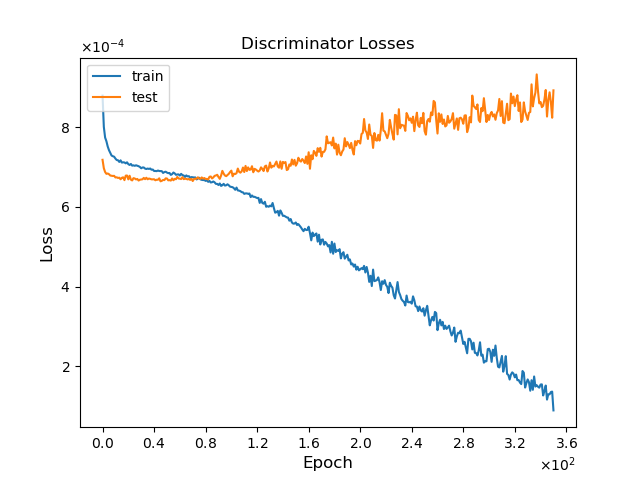 Discriminator Losses
×10⁻⁴
train
test
8
6
4
2
Loss
0.0 0.4 0.8 1.2 1.6 2.0 2.4 2.8 3.2 3.6
Epoch
×10²